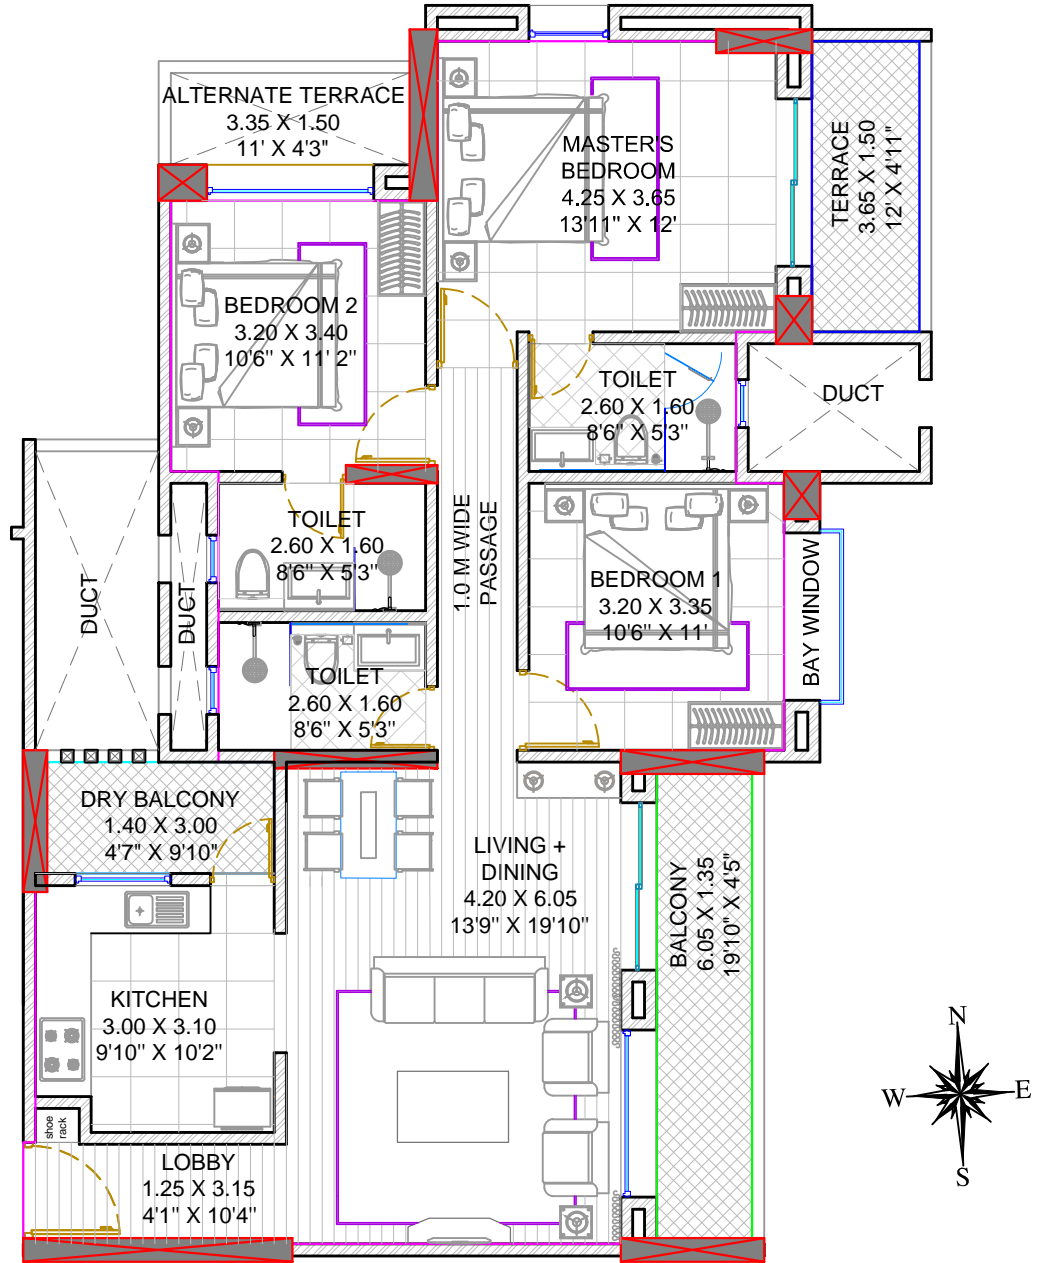 ALTERNATE TERRACE
3.35 X 1.50
11' X 4'3"
MASTER'S
BEDROOM
4.25 X 3.65
13'11" X 12'
TERRACE
3.65 X 1.50
12' X 4'11"
BEDROOM 2
3.20 X 3.40
10'6" X 11' 2"
TOILET
2.60 X 1.60
8'6" X 5'3"
DUCT
TOILET
2.60 X 1.60
8'6" X 5'3"
1.0 M WIDE
PASSAGE
BEDROOM 1
3.20 X 3.35
10'6" X 11'
BAY WINDOW
DUCT
DUCT
TOILET
2.60 X 1.60
8'6" X 5'3"
DRY BALCONY
1.40 X 3.00
4'7" X 9'10"
LIVING +
DINING
4.20 X 6.05
13'9" X 19'10"
BALCONY
6.05 X 1.35
19'10" X 4'5"
KITCHEN
3.00 X 3.10
9'10" X 10'2"
shoe
rack
LOBBY
1.25 X 3.15
4'1" X 10'4"
N
W
E
S